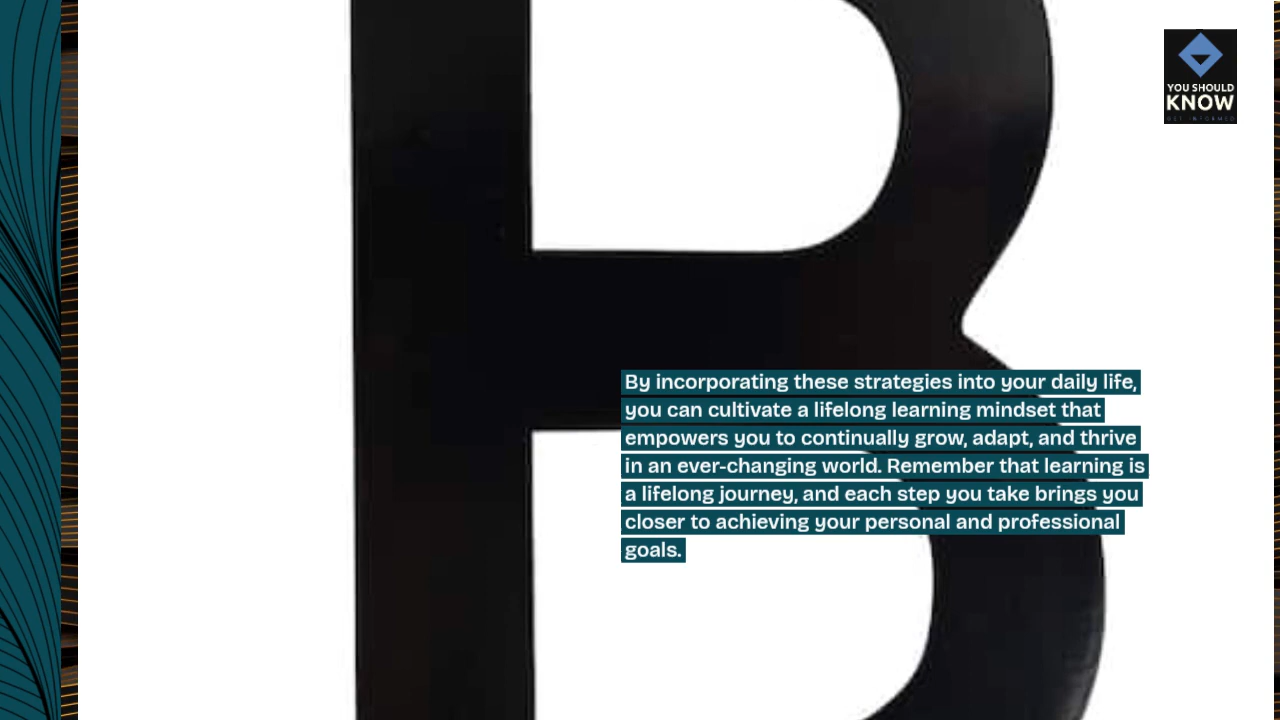 B
YOU SHOULD
KNOW
GET INFORMED
By incorporating these strategies into your daily life,
you can cultivate a lifelong learning mindset that
empowers you to continually grow, adapt, and thrive
in an ever-changing world. Remember that learning is
a lifelong journey, and each step you take brings you
closer to achieving your personal and professional
goals.